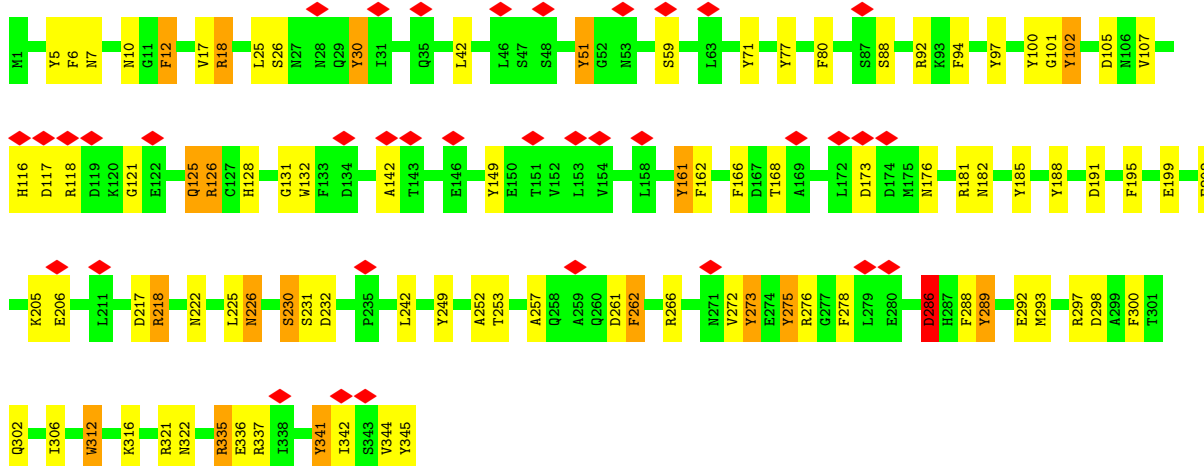 M1 Y5 F6 N7 N10 G11 F12 V17 R18 L25 S26 N27 N28 Q29 Y30 I31 Q35 L42 L46 S47 S48 Y51 G52 N53 S59 L63 Y71 Y77 F80 S87 S88 R92 K93 F94 Y97 Y100 G101 Y102 D105 N106 V107
H116 D117 R118 D119 K120 G121 E122 Q125 R126 C127 H128 G131 W132 F133 D134 A142 T143 E146 Y149 E150 T151 V152 L153 V154 L158 Y161 F162 F166 D167 T168 A169 L172 D173 D174 M175 N176 R181 N182 Y185 Y188 D191 F195 E199
K205 E206 L211 D217 R218 N222 L225 N226 S230 S231 D232 P235 L242 Y249 A252 T253 A257 Q258 A259 Q260 D261 F262 R266 N271 V272 Y273 E274 Y275 R276 G277 F278 L279 E280 D286 H287 F288 Y289 E292 M293 R297 D298 A299 F300 T301
Q302 I306 W312 K316 R321 N322 R335 E336 R337 I338 Y341 I342 S343 V344 Y345